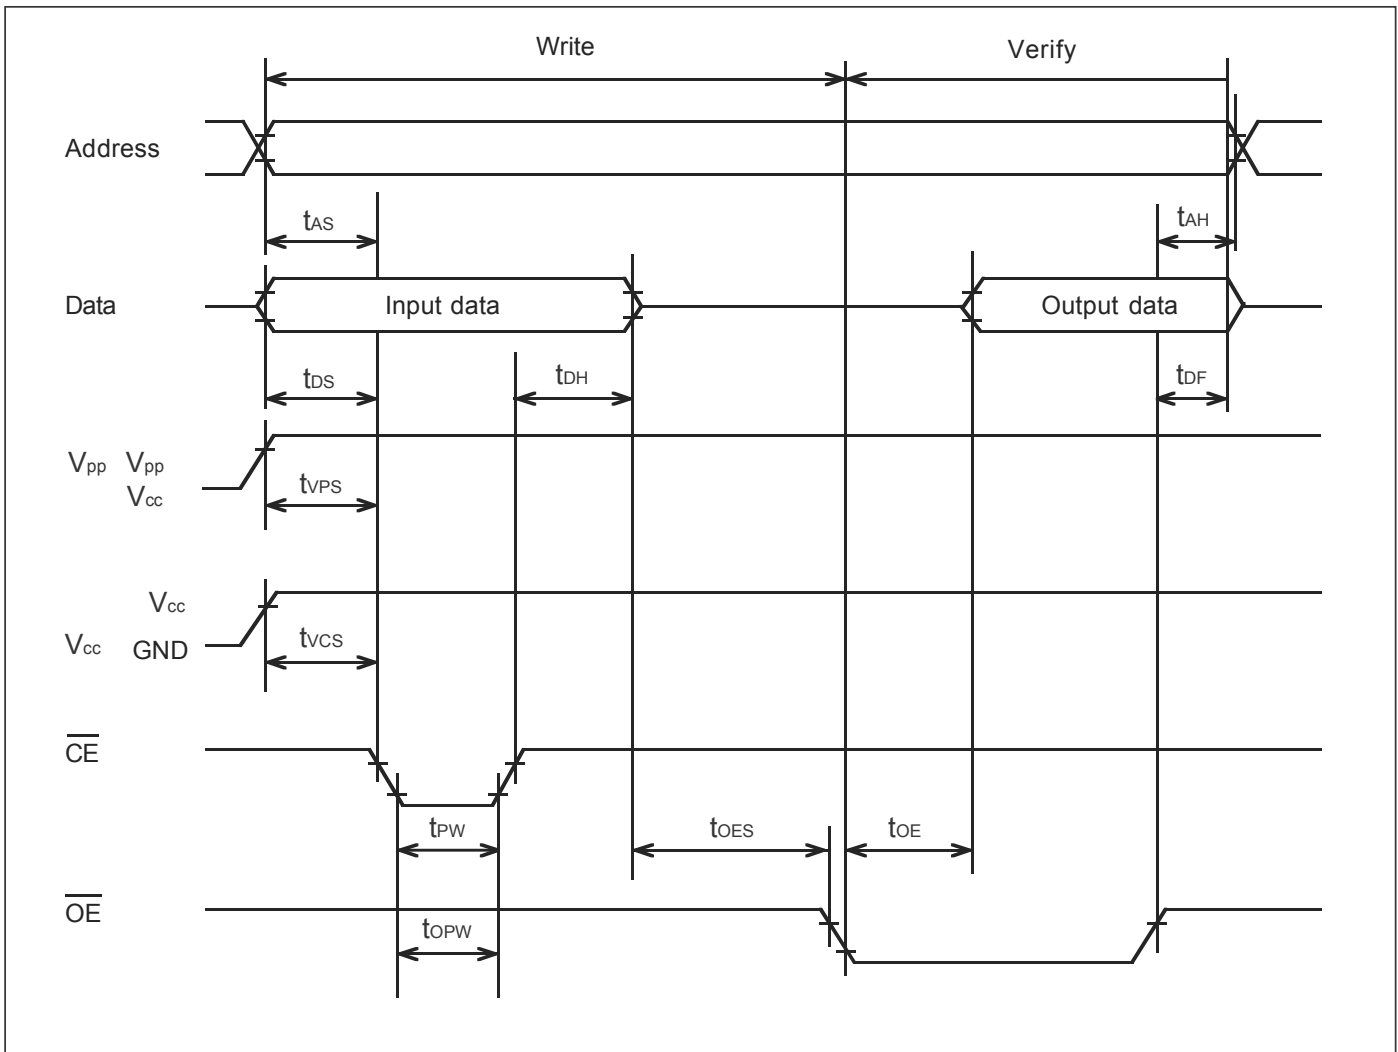 Write
Verify
Address
tAS
tAH
Data
Input data
Output data
tDS
tDH
tDF
Vpp Vpp
Vcc
tVPS
Vcc
Vcc GND
tVCS
CE
tPW
tOES
tOE
OE
tOPW